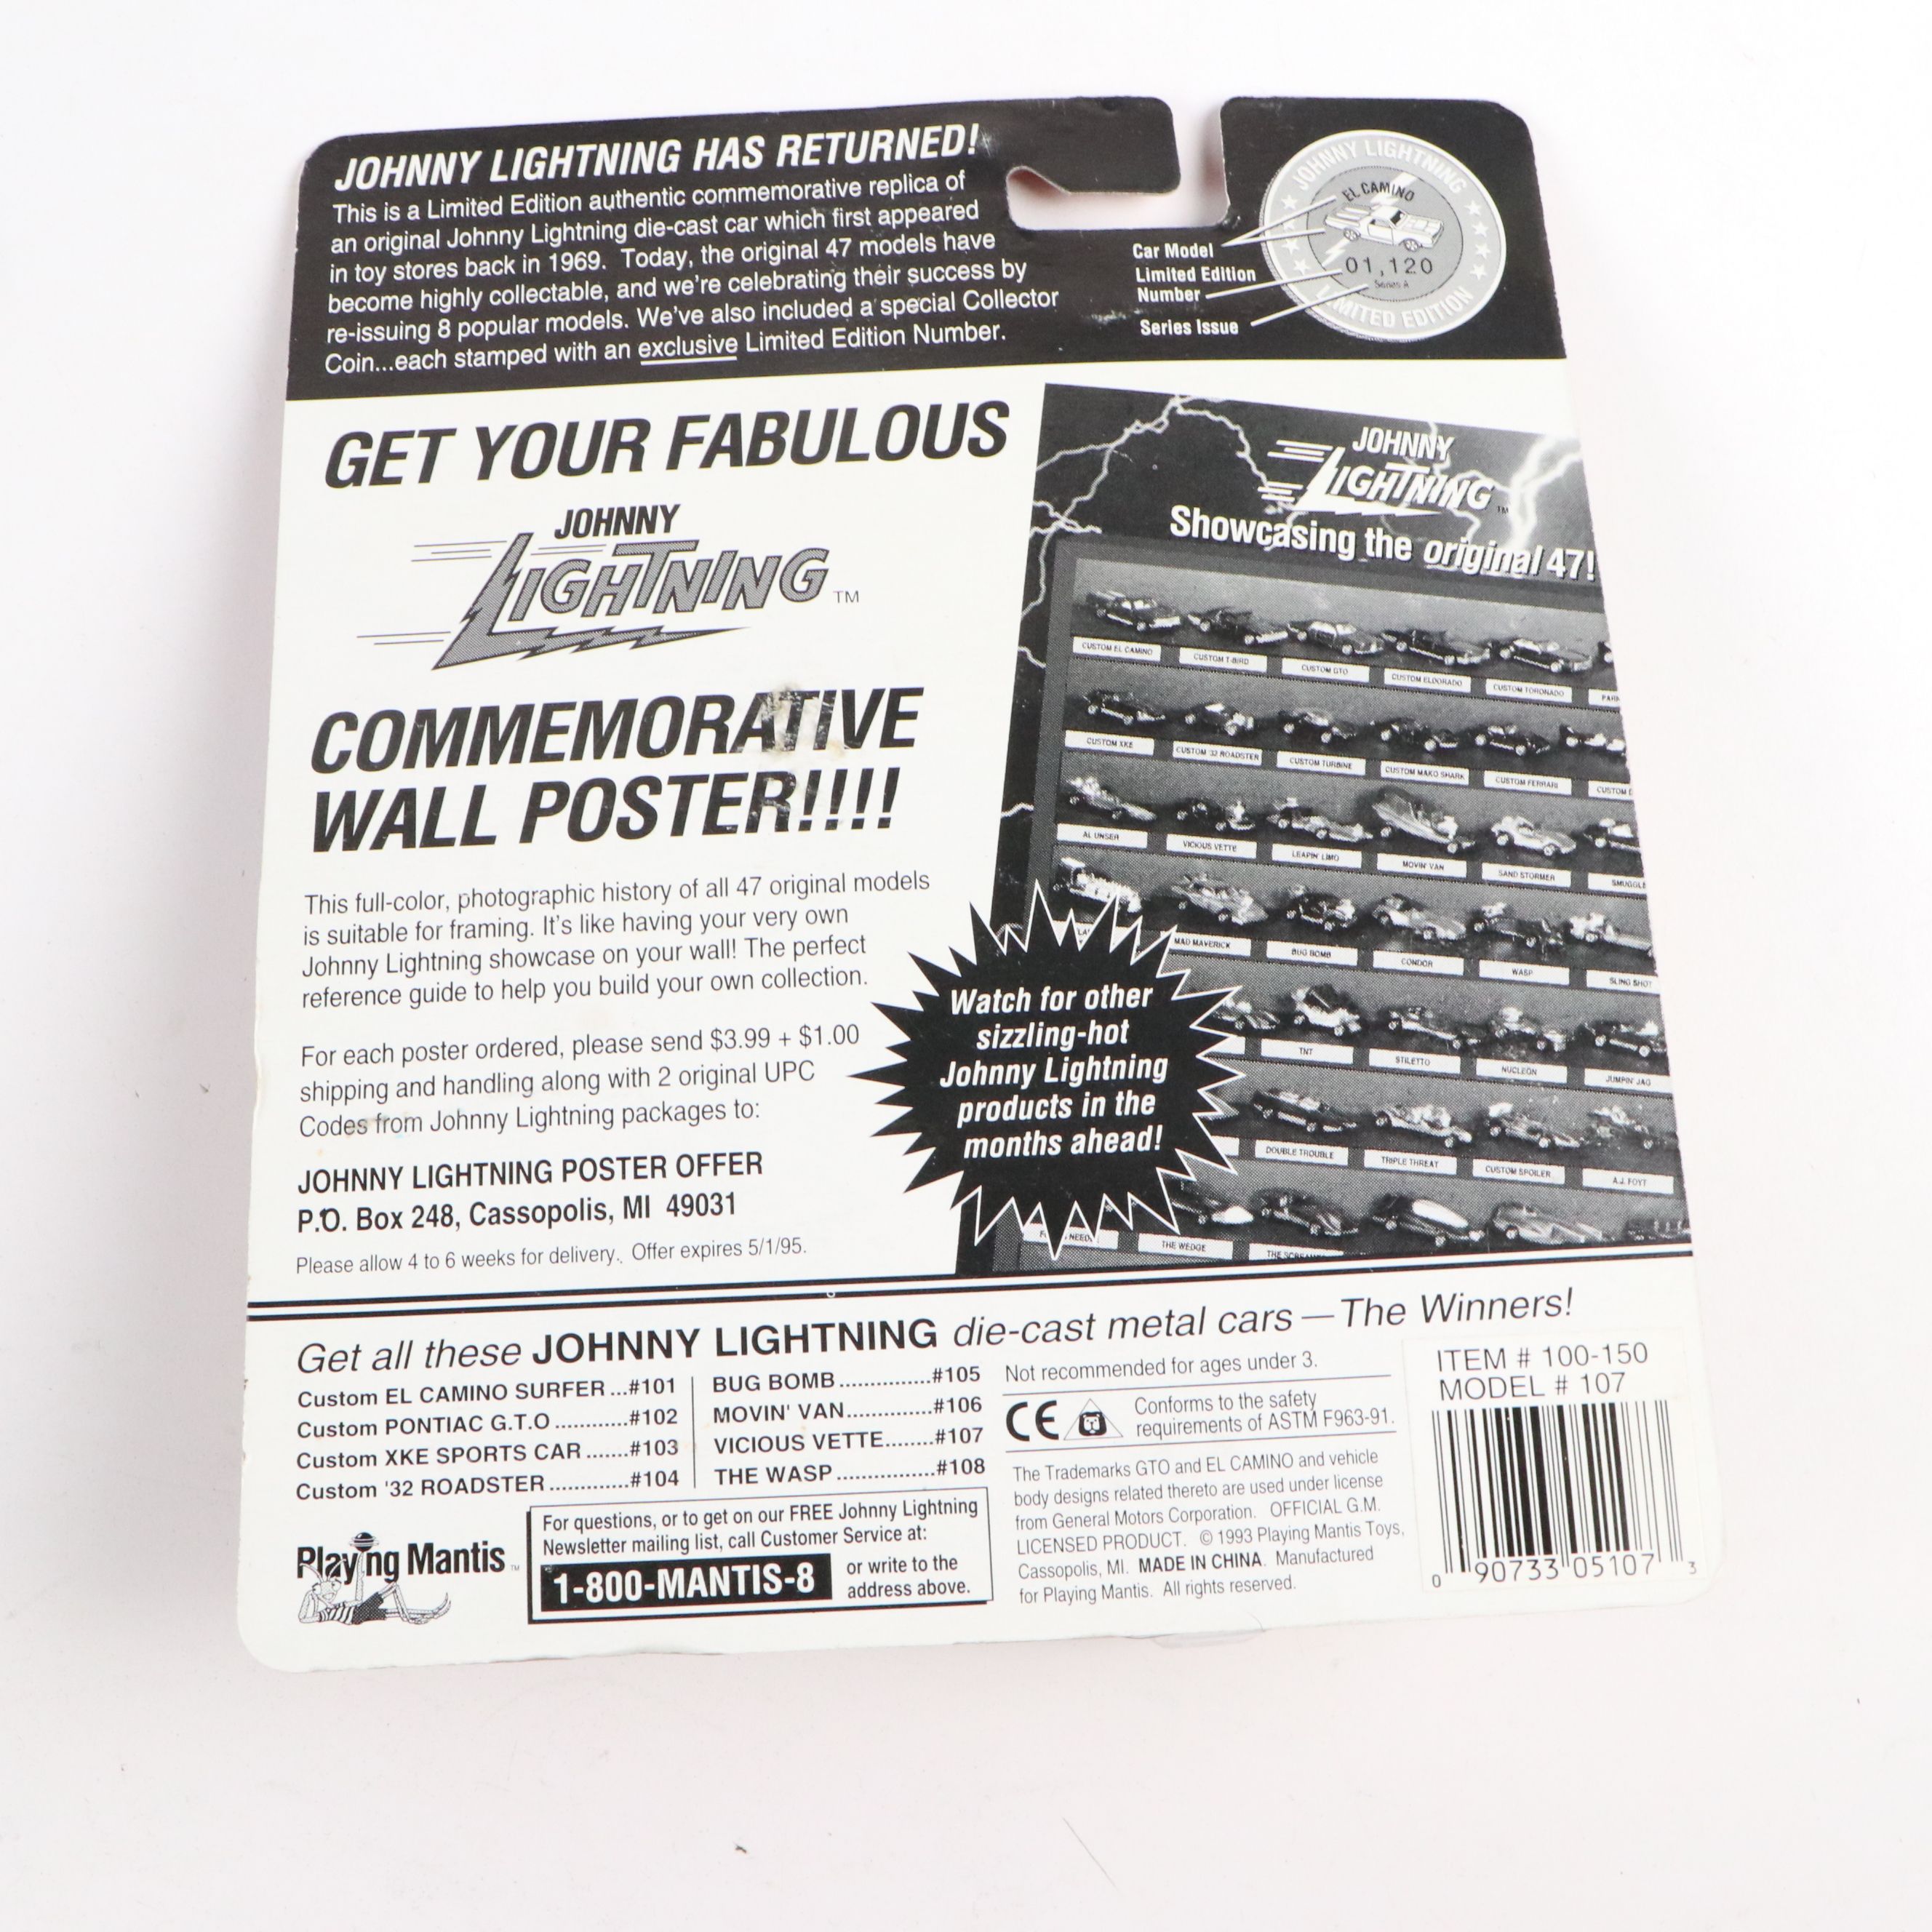 JOHNNY LIGHTNING HAS RETURNED!
This is a Limited Edition authentic commemorative replica of
an original Johnny Lightning die-cast car which first appeared
in toy stores back in 1969. Today, the original 47 models have
become highly collectable, and we're celebrating their success by
re-issuing 8 popular models. We've also included a special Collector
Coin...each stamped with an exclusive Limited Edition Number.
JOHNNY LIGHTNING
EL CAMINO
01,120
Series A
LIMITED EDITION
Car Model
Limited Edition
Number
Series Issue
GET YOUR FABULOUS
JOHNNY
LIGHTNING TM
COMMEMORATIVE
WALL POSTER!!!!
This full-color, photographic history of all 47 original models
is suitable for framing. It's like having your very own
Johnny Lightning showcase on your wall! The perfect
reference guide to help you build your own collection.
For each poster ordered, please send $3.99 + $1.00
shipping and handling along with 2 original UPC
Codes from Johnny Lightning packages to:
JOHNNY LIGHTNING POSTER OFFER
P.O. Box 248, Cassopolis, MI 49031
Please allow 4 to 6 weeks for delivery. Offer expires 5/1/95.
JOHNNY
LIGHTNING TM
Showcasing the original 47!
CUSTOM EL CAMINO CUSTOM T-BIRD CUSTOM GTO CUSTOM ELDORADO CUSTOM TORONADO
CUSTOM XKE CUSTOM '32 ROADSTER CUSTOM TURBINE CUSTOM MAKO SHARK CUSTOM FERRARI CUSTOM
AL UNSER VICIOUS VETTE LEAPIN' LIMO MOVIN' VAN SAND STORMER SMUGGLE
MAD MAVERICK BUG BOMB CONDOR WASP SLING SHOT
TNT STILETTO NUCLEON JUMPIN' JAG
DOUBLE TROUBLE TRIPLE THREAT CUSTOM SPOILER A.J. FOYT
NEED THE WEDGE THE
Watch for other
sizzling-hot
Johnny Lightning
products in the
months ahead!
Get all these JOHNNY LIGHTNING die-cast metal cars — The Winners!
Custom EL CAMINO SURFER ...#101
Custom PONTIAC G.T.O ............#102
Custom XKE SPORTS CAR .......#103
Custom '32 ROADSTER .............#104
BUG BOMB ...............#105
MOVIN' VAN..............#106
VICIOUS VETTE........#107
THE WASP ................#108
Not recommended for ages under 3.
CE
Conforms to the safety
requirements of ASTM F963-91.
The Trademarks GTO and EL CAMINO and vehicle
body designs related thereto are used under license
from General Motors Corporation. OFFICIAL G.M.
LICENSED PRODUCT. © 1993 Playing Mantis Toys,
Cassopolis, MI. MADE IN CHINA. Manufactured
for Playing Mantis. All rights reserved.
ITEM # 100-150
MODEL # 107
0 90733 05107 3
Playing Mantis TM
For questions, or to get on our FREE Johnny Lightning
Newsletter mailing list, call Customer Service at:
1-800-MANTIS-8
or write to the
address above.